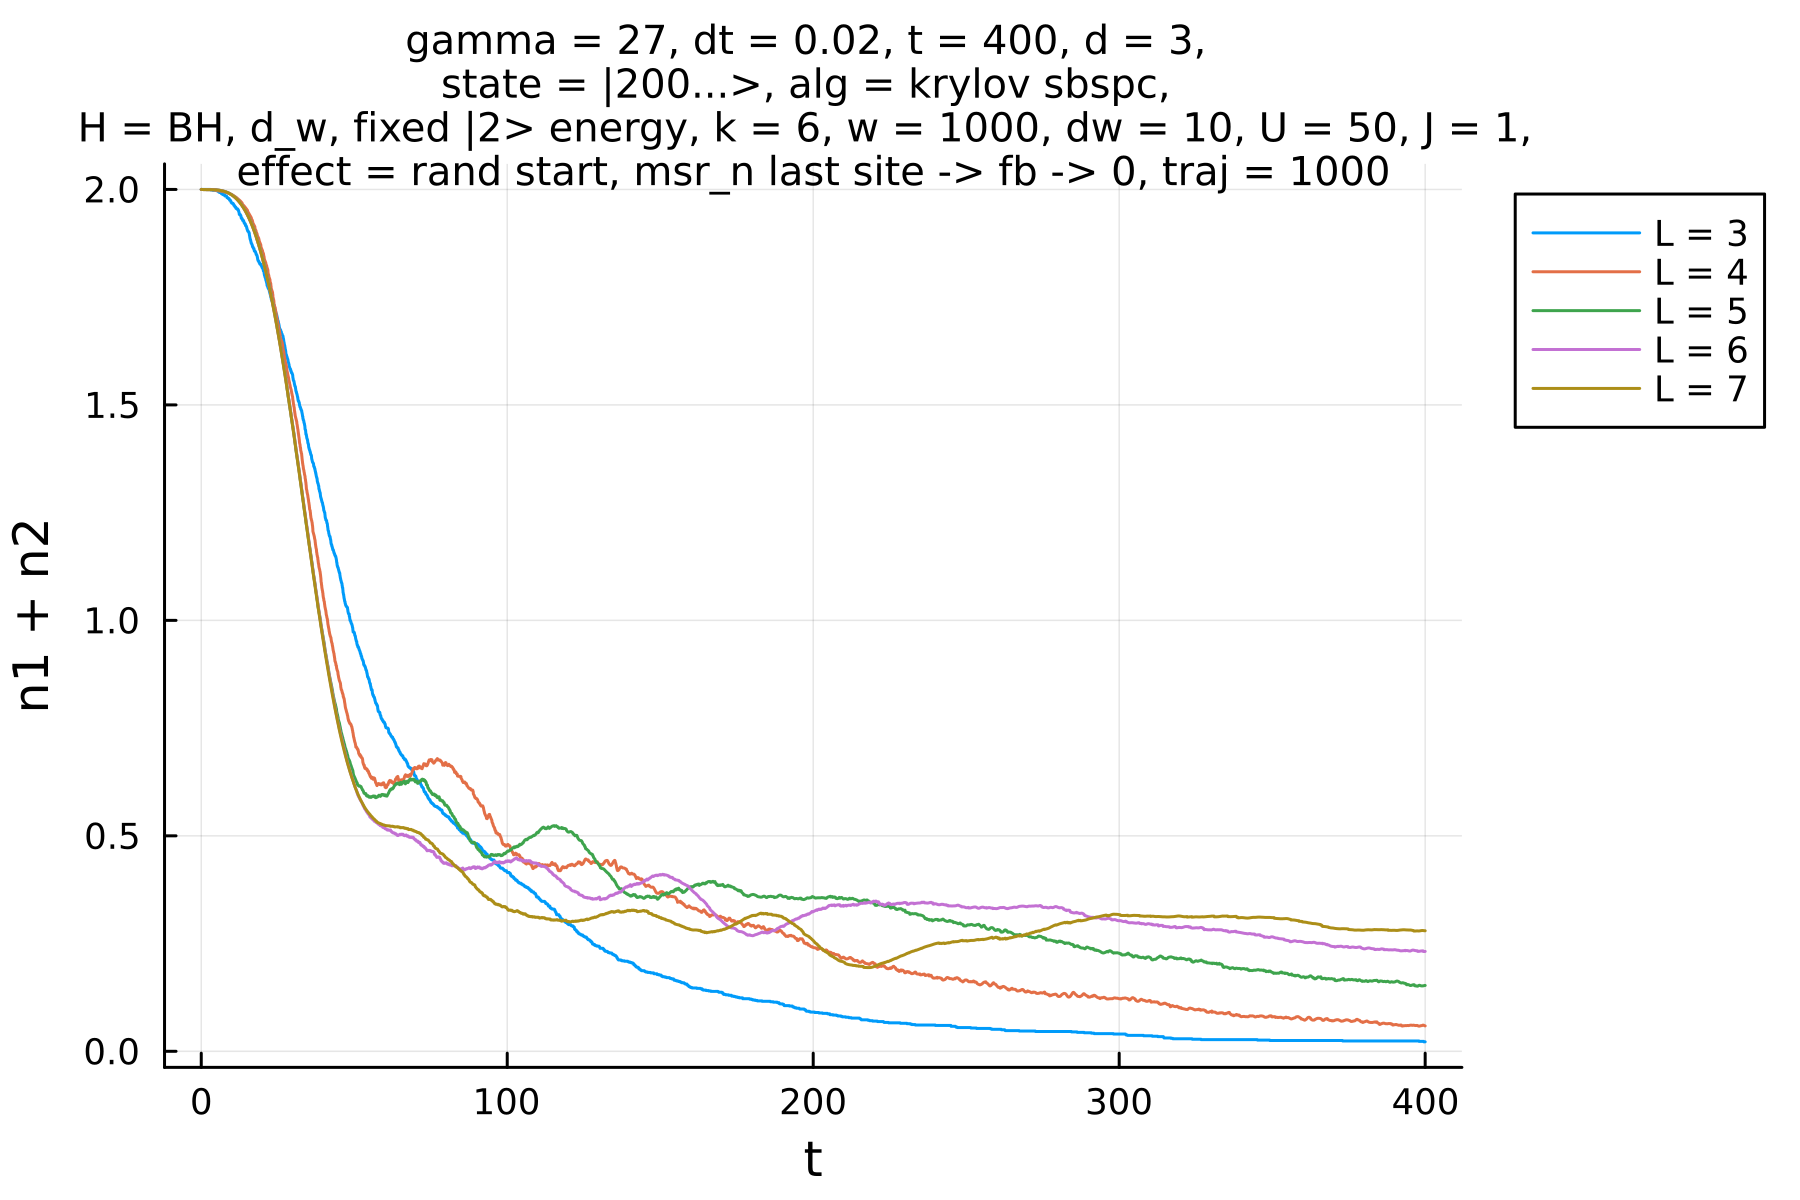 gamma = 27, dt = 0.02, t = 400, d = 3,
state = |200...>, alg = krylov sbspc,
H = BH, d_w, fixed |2> energy, k = 6, w = 1000, dw = 10, U = 50, J = 1,
effect = rand start, msr_n last site -> fb -> 0, traj = 1000
2.0
1.5
1.0
0.5
0.0
n1 + n2
0 100 200 300 400
t
L = 3
L = 4
L = 5
L = 6
L = 7